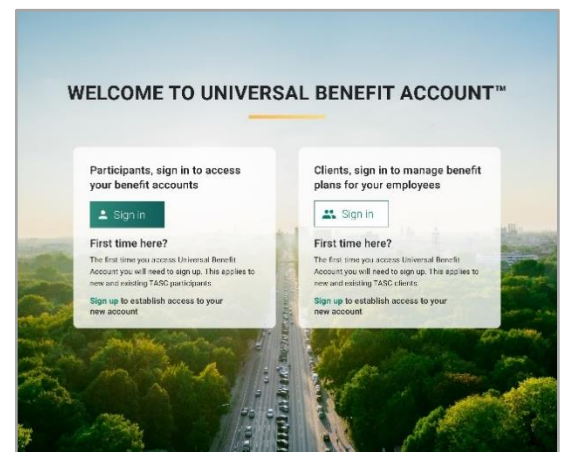 WELCOME TO UNIVERSAL BENEFIT ACCOUNT™
Participants, sign in to access
your benefit accounts
Sign in
First time here?
The first time you access Universal Benefit
Account you will need to sign up. This applies to
new and existing TASC participants.
Sign up to establish access to your
new account
Clients, sign in to manage benefit
plans for your employees
Sign in
First time here?
The first time you access Universal Benefit
Account you will need to sign up. This applies to
new and existing TASC clients.
Sign up to establish access to your
new account